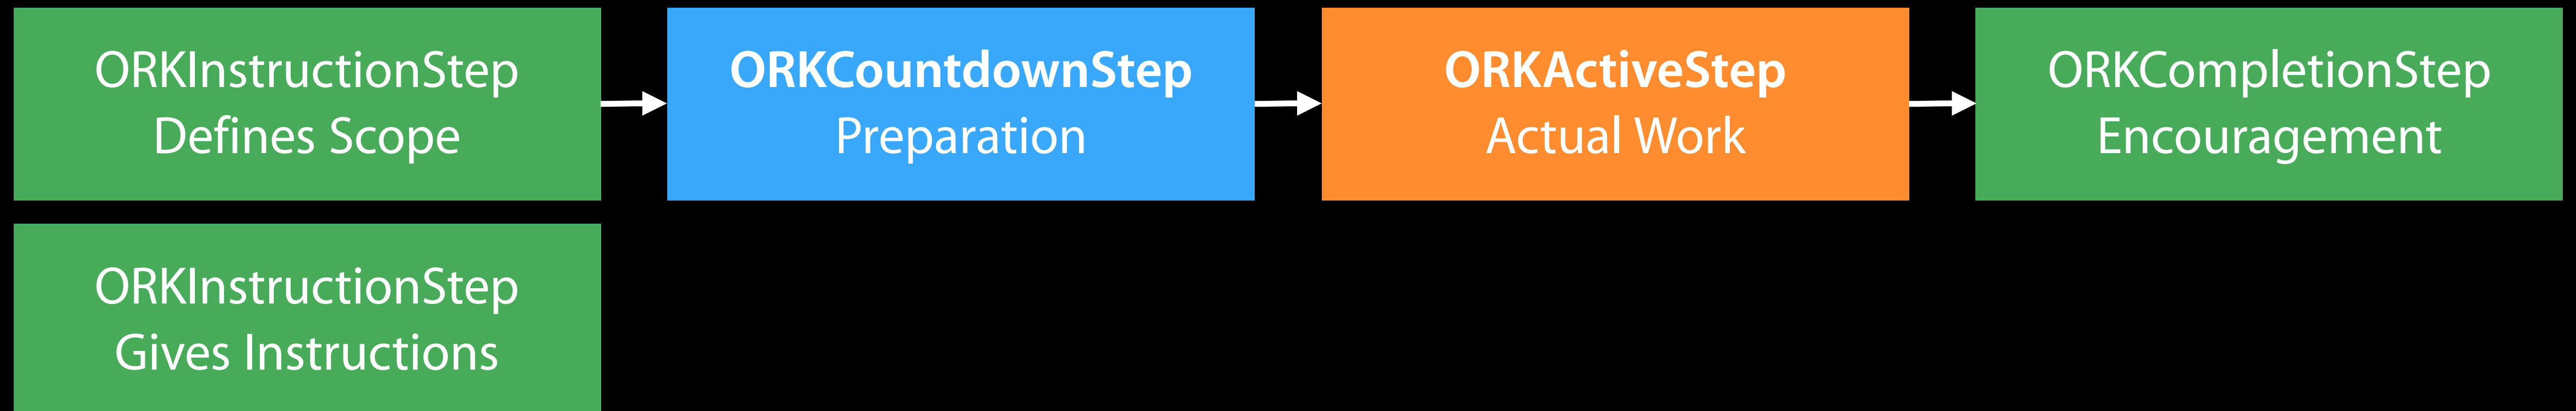 ORKInstructionStep
Defines Scope
ORKCountdownStep
Preparation
ORKActiveStep
Actual Work
ORKCompletionStep
Encouragement
ORKInstructionStep
Gives Instructions